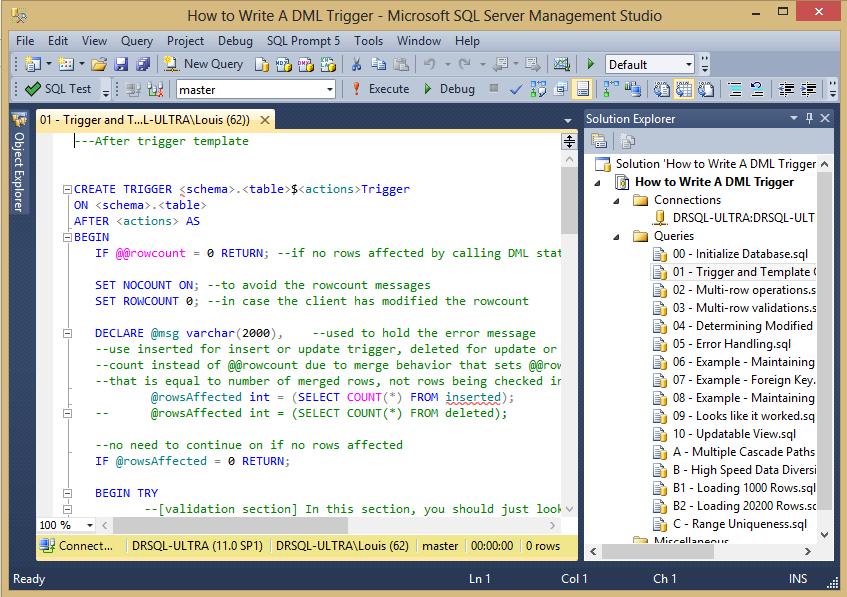 How to Write A DML Trigger - Microsoft SQL Server Management Studio
File Edit View Query Project Debug SQL Prompt 5 Tools Window Help
New Query Default
SQL Test master Execute Debug
Object Explorer
01 - Trigger and T...L-ULTRA\Louis (62))
---After trigger template
CREATE TRIGGER <schema>.<table>$<actions>Trigger
ON <schema>.<table>
AFTER <actions> AS
BEGIN
IF @@rowcount = 0 RETURN; --if no rows affected by calling DML stat
SET NOCOUNT ON; --to avoid the rowcount messages
SET ROWCOUNT 0; --in case the client has modified the rowcount
DECLARE @msg varchar(2000), --used to hold the error message
--use inserted for insert or update trigger, deleted for update or
--count instead of @@rowcount due to merge behavior that sets @@row
--that is equal to number of merged rows, not rows being checked in
@rowsAffected int = (SELECT COUNT(*) FROM inserted);
-- @rowsAffected int = (SELECT COUNT(*) FROM deleted);
--no need to continue on if no rows affected
IF @rowsAffected = 0 RETURN;
BEGIN TRY
--[validation section] In this section, you should just look
100 %
Connect... DRSQL-ULTRA (11.0 SP1) DRSQL-ULTRA\Louis (62) master 00:00:00 0 rows
Solution Explorer
Solution 'How to Write A DML Trigger
How to Write A DML Trigger
Connections
DRSQL-ULTRA:DRSQL-ULT
Queries
00 - Initialize Database.sql
01 - Trigger and Template
02 - Multi-row operations.s
03 - Multi-row validations.s
04 - Determining Modified
05 - Error Handling.sql
06 - Example - Maintaining
07 - Example - Foreign Key.
08 - Example - Maintaining
09 - Looks like it worked.sq
10 - Updatable View.sql
A - Multiple Cascade Paths
B - High Speed Data Diversi
B1 - Loading 1000 Rows.sql
B2 - Loading 20200 Rows.sql
C - Range Uniqueness.sql
Miscellaneous
Ready Ln 1 Col 1 Ch 1 INS